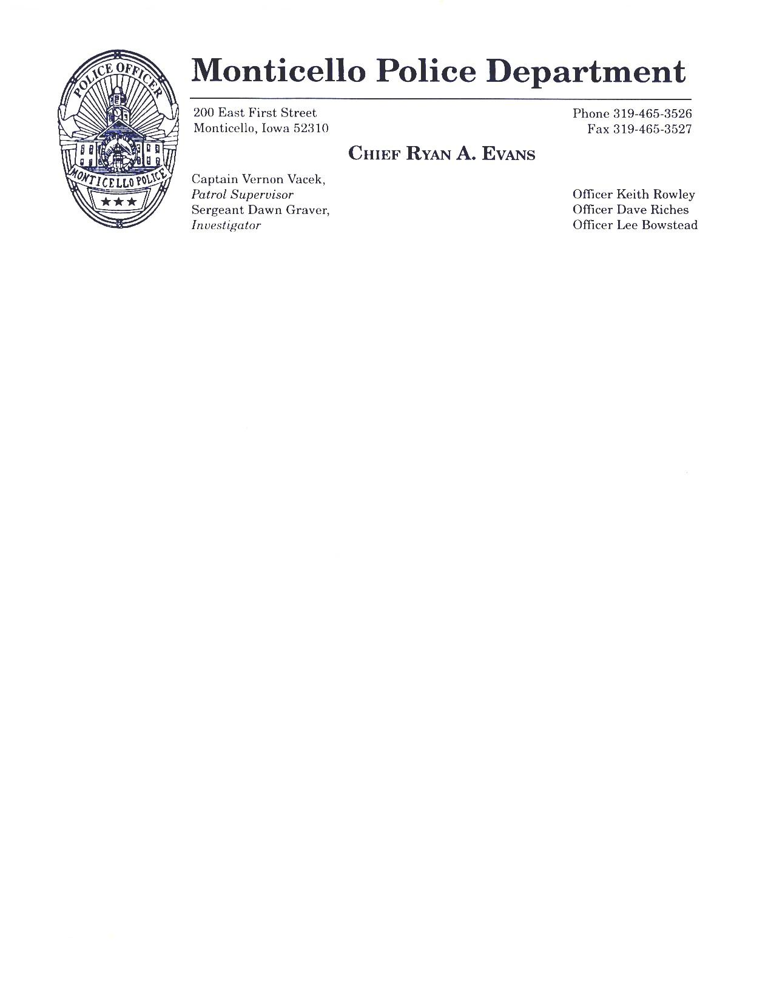 POLICE OFFICER
MONTICELLO POLICE
Monticello Police Department
200 East First Street
Monticello, Iowa 52310
Phone 319-465-3526
Fax 319-465-3527
CHIEF RYAN A. EVANS
Captain Vernon Vacek,
Patrol Supervisor
Sergeant Dawn Graver,
Investigator
Officer Keith Rowley
Officer Dave Riches
Officer Lee Bowstead